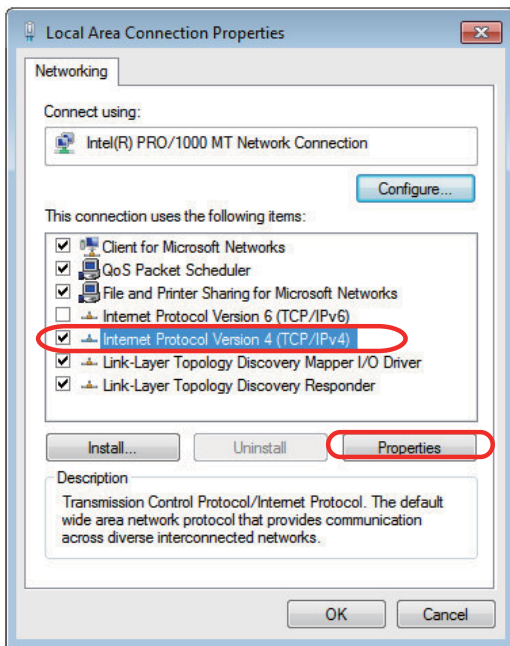 Local Area Connection Properties
Networking
Connect using:
Intel(R) PRO/1000 MT Network Connection
Configure...
This connection uses the following items:
Client for Microsoft Networks
QoS Packet Scheduler
File and Printer Sharing for Microsoft Networks
Internet Protocol Version 6 (TCP/IPv6)
Internet Protocol Version 4 (TCP/IPv4)
Link-Layer Topology Discovery Mapper I/O Driver
Link-Layer Topology Discovery Responder
Install... Uninstall Properties
Description
Transmission Control Protocol/Internet Protocol. The default
wide area network protocol that provides communication
across diverse interconnected networks.
OK Cancel